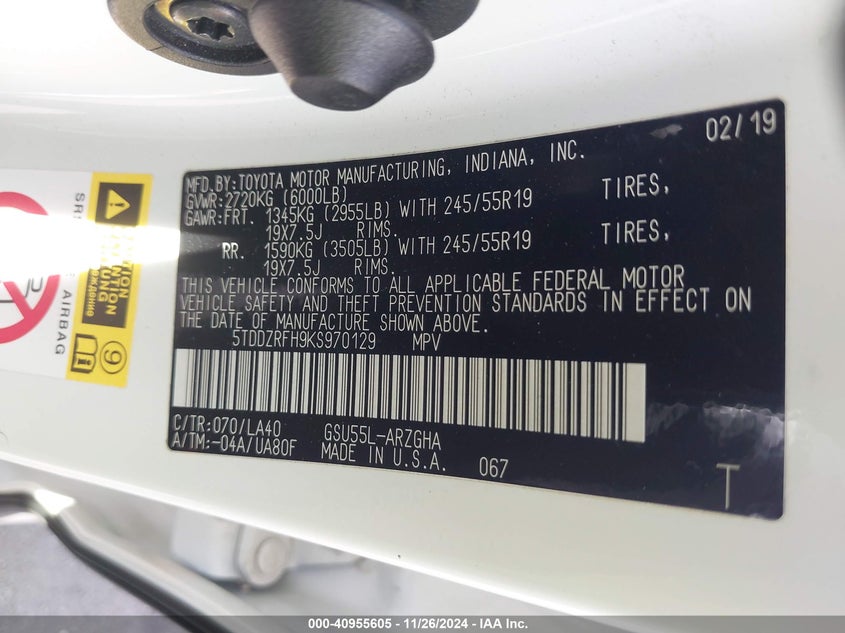 02/19
MFD.BY:TOYOTA MOTOR MANUFACTURING, INDIANA, INC.
GVWR:2720KG (6000LB)
GAWR:FRT. 1345KG (2955LB) WITH 245/55R19 TIRES,
19X7.5J RIMS.
RR. 1590KG (3505LB) WITH 245/55R19 TIRES,
19X7.5J RIMS.
THIS VEHICLE CONFORMS TO ALL APPLICABLE FEDERAL MOTOR
VEHICLE SAFETY AND THEFT PREVENTION STANDARDS IN EFFECT ON
THE DATE OF MANUFACTURE SHOWN ABOVE.
5TDDZRFH9KS970129 MPV
C/TR:070/LA40 GSU55L-ARZGHA
A/TM:-04A/UA80F MADE IN U.S.A. 067
T
AIRBAG
9
000-40955605 - 11/26/2024 - IAA Inc.